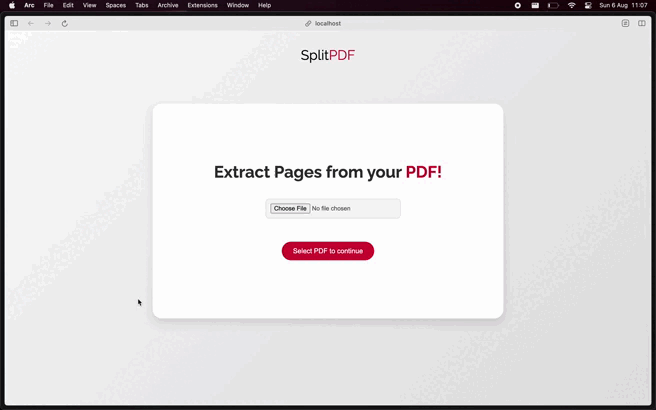 Arc File Edit View Spaces Tabs Archive Extensions Window Help Sun 6 Aug 11:07
localhost
SplitPDF
Extract Pages from your PDF!
Choose File No file chosen
Select PDF to continue